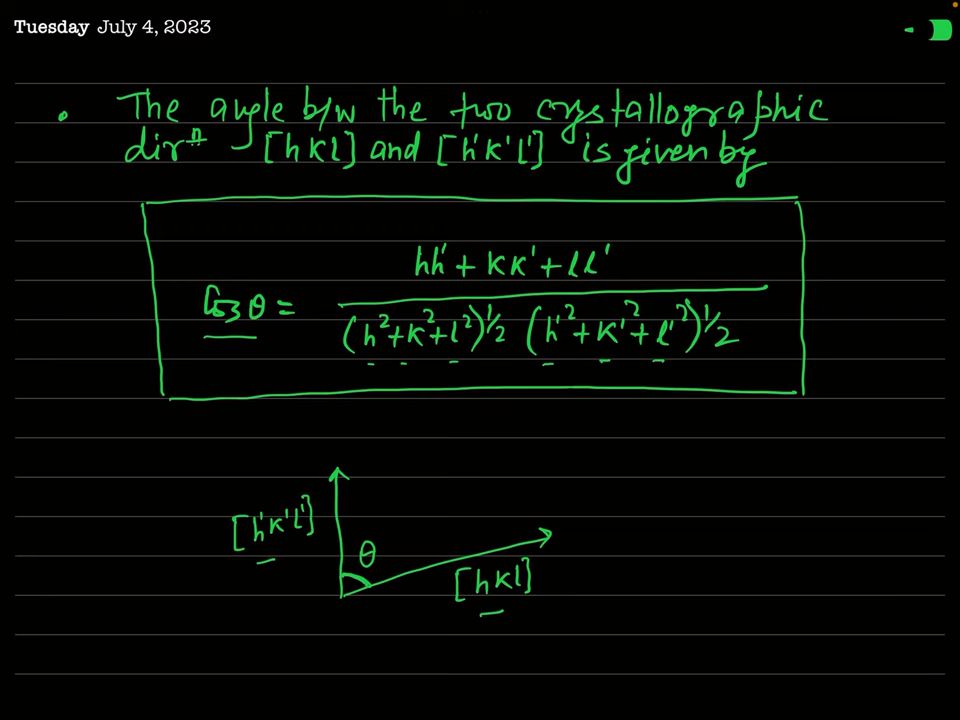 Tuesday July 4, 2023
• The angle b/w the two crystallographic
dirⁿ [hkl] and [h'k'l'] is given by
hh' + kk' + ll'
Cos θ =
(h² + k² + l²)^1/2 (h'² + k'² + l'²)^1/2
[h'k'l']
θ
[hkl]